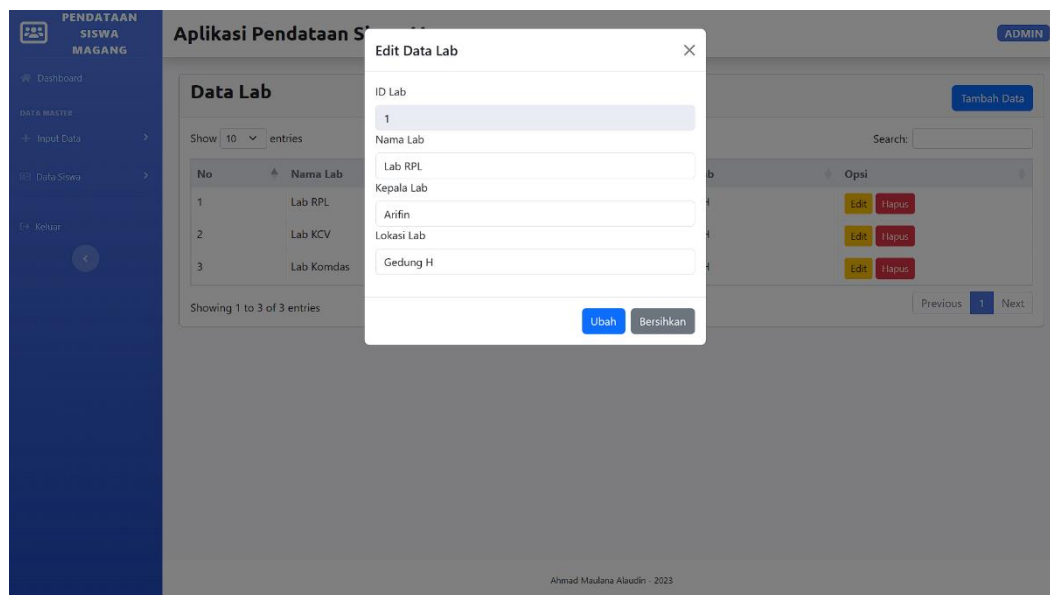 PENDATAAN
SISWA
MAGANG
Aplikasi Pendataan S
ADMIN
Dashboard
DATA MASTER
Input Data
Data Siswa
Keluar
Data Lab
Tambah Data
Show 10 entries
Search:
No Nama Lab Opsi
1 Lab RPL Edit Hapus
2 Lab KCV Edit Hapus
3 Lab Komdas Edit Hapus
Showing 1 to 3 of 3 entries
Previous 1 Next
Edit Data Lab
ID Lab
1
Nama Lab
Lab RPL
Kepala Lab
Arifin
Lokasi Lab
Gedung H
Ubah Bersihkan
Ahmad Maulana Alaudin - 2023